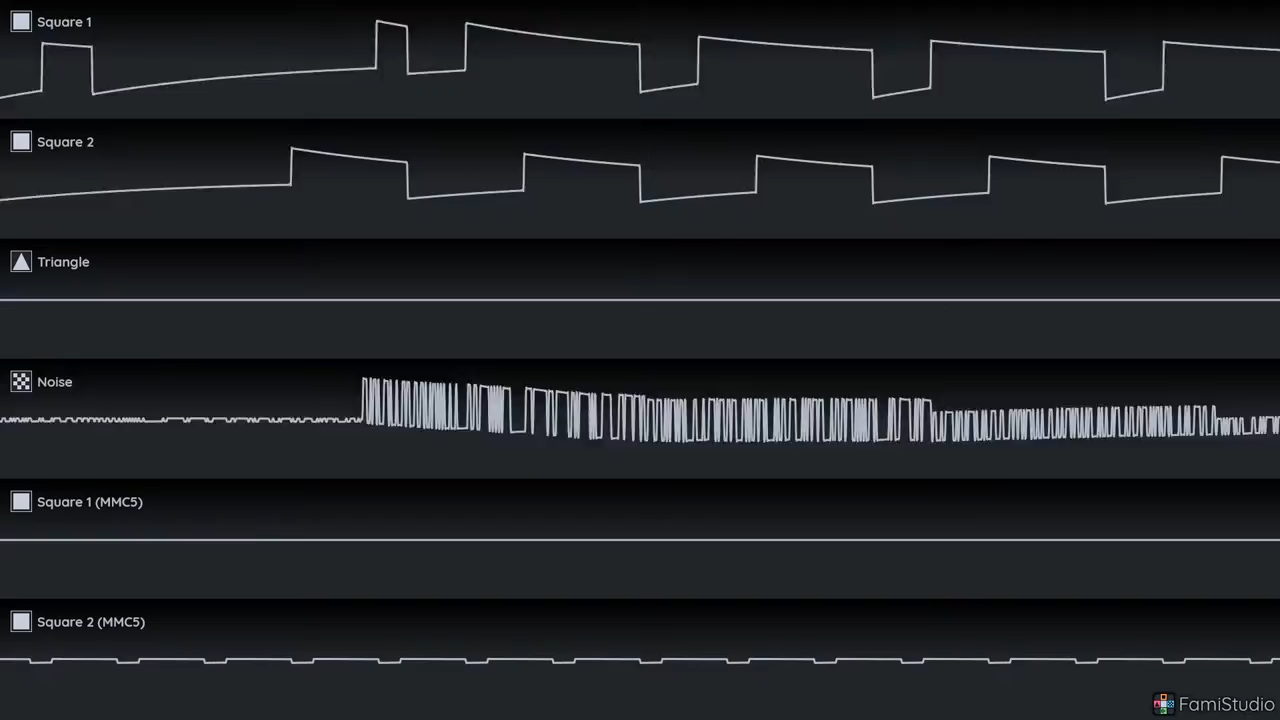 Square 1
Square 2
Triangle
Noise
Square 1 (MMC5)
Square 2 (MMC5)
FamiStudio